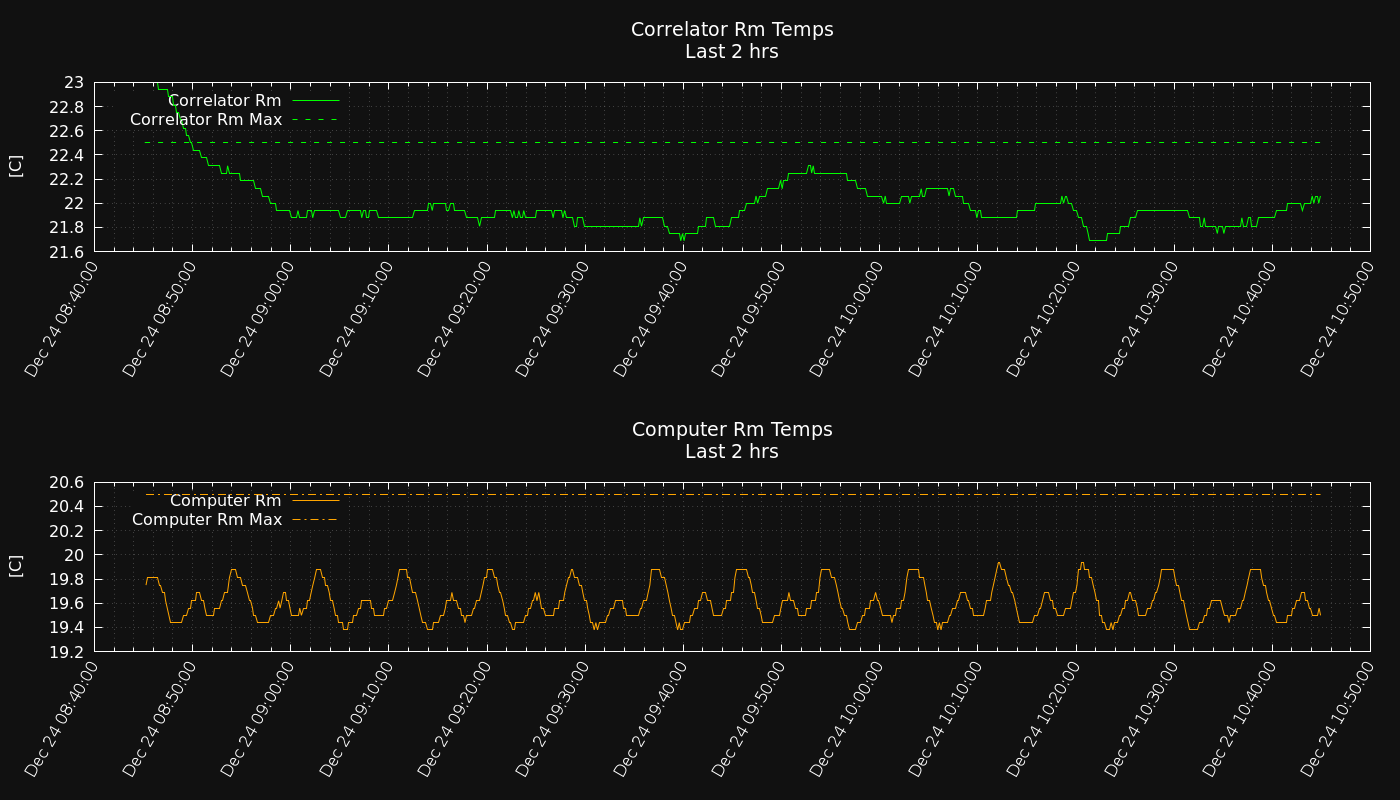 Correlator Rm Temps
Last 2 hrs
23
22.8
22.6
22.4
22.2
22
21.8
21.6
[C]
Correlator Rm
Correlator Rm Max
Dec 24 08:40:00
Dec 24 08:50:00
Dec 24 09:00:00
Dec 24 09:10:00
Dec 24 09:20:00
Dec 24 09:30:00
Dec 24 09:40:00
Dec 24 09:50:00
Dec 24 10:00:00
Dec 24 10:10:00
Dec 24 10:20:00
Dec 24 10:30:00
Dec 24 10:40:00
Dec 24 10:50:00
Computer Rm Temps
Last 2 hrs
20.6
20.4
20.2
20
19.8
19.6
19.4
19.2
[C]
Computer Rm
Computer Rm Max
Dec 24 08:40:00
Dec 24 08:50:00
Dec 24 09:00:00
Dec 24 09:10:00
Dec 24 09:20:00
Dec 24 09:30:00
Dec 24 09:40:00
Dec 24 09:50:00
Dec 24 10:00:00
Dec 24 10:10:00
Dec 24 10:20:00
Dec 24 10:30:00
Dec 24 10:40:00
Dec 24 10:50:00